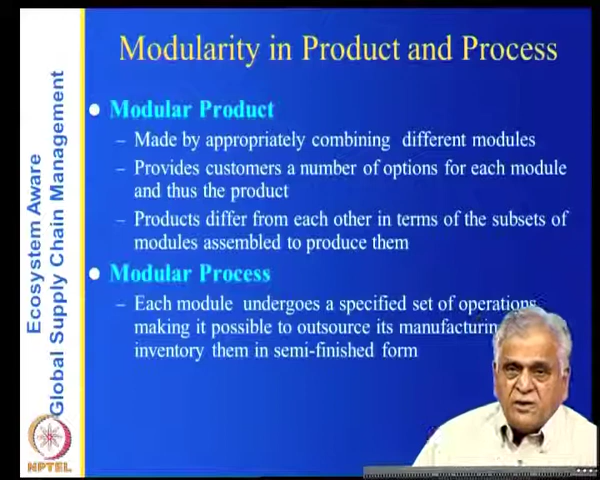 Modularity in Product and Process
Modular Product
– Made by appropriately combining different modules
– Provides customers a number of options for each module
and thus the product
– Products differ from each other in terms of the subsets of
modules assembled to produce them
Modular Process
– Each module undergoes a specified set of operations
making it possible to outsource its manufacturin
inventory them in semi-finished form
Ecosystem Aware
Global Supply Chain Management
NPTEL